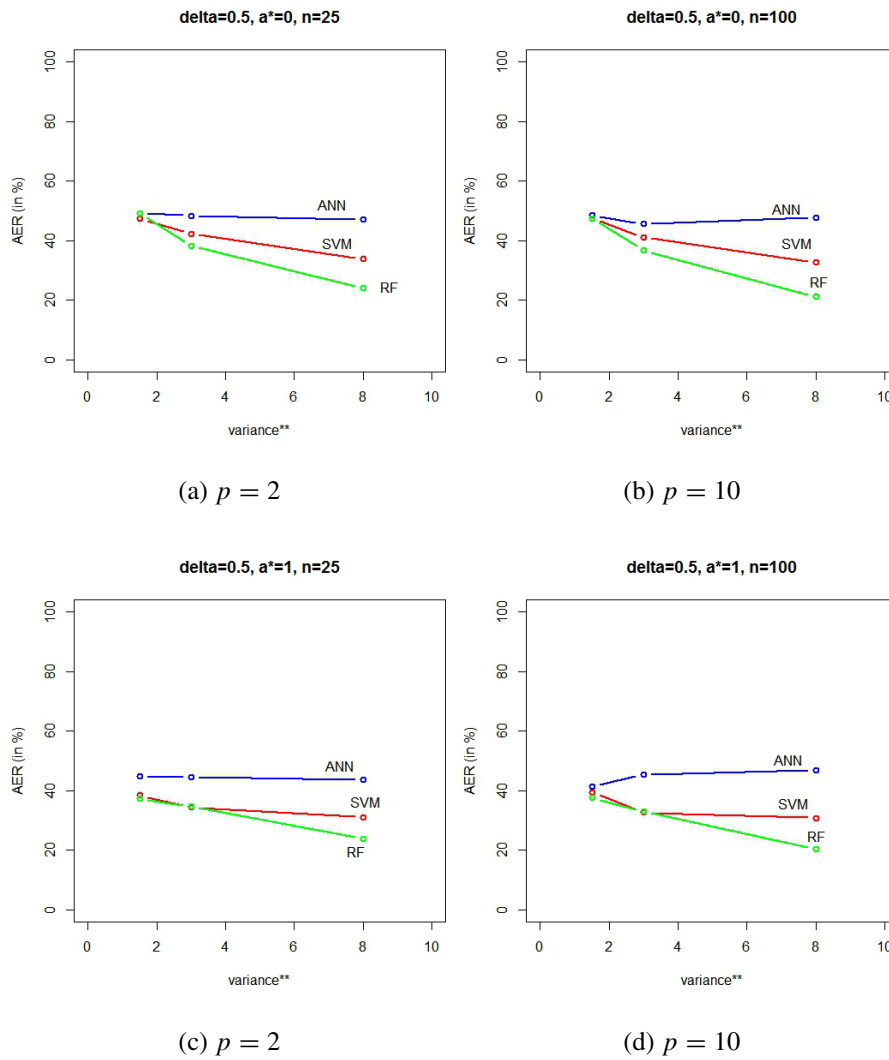 delta=0.5, a*=0, n=25
AER (in %)
100
80
60
40
20
0
ANN
SVM
RF
0 2 4 6 8 10
variance**
(a) p = 2
delta=0.5, a*=0, n=100
AER (in %)
100
80
60
40
20
0
ANN
SVM
RF
0 2 4 6 8 10
variance**
(b) p = 10
delta=0.5, a*=1, n=25
AER (in %)
100
80
60
40
20
0
ANN
SVM
RF
0 2 4 6 8 10
variance**
(c) p = 2
delta=0.5, a*=1, n=100
AER (in %)
100
80
60
40
20
0
ANN
SVM
RF
0 2 4 6 8 10
variance**
(d) p = 10